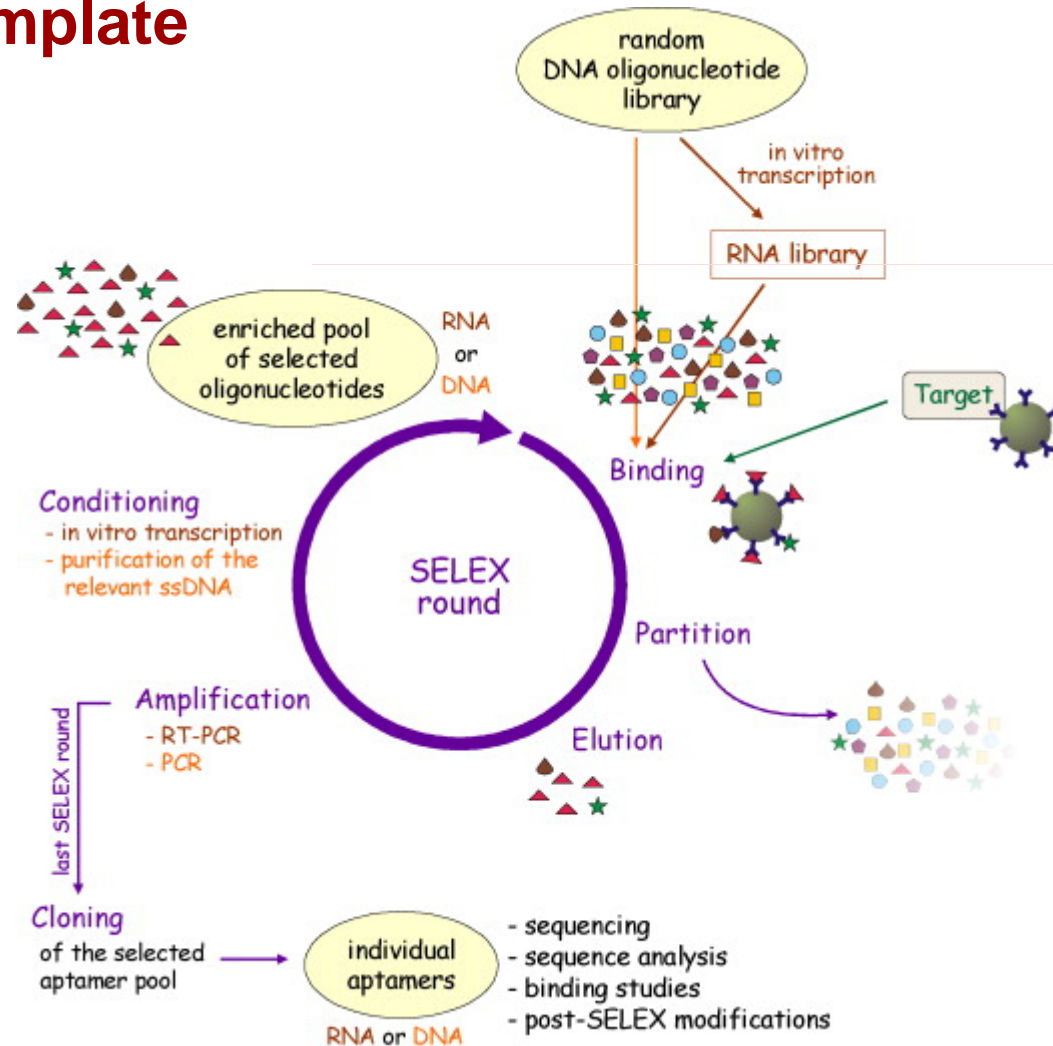 random
DNA oligonucleotide
library
in vitro
transcription
RNA library
enriched pool
of selected
oligonucleotides
RNA
or
DNA
Target
Binding
Conditioning
- in vitro transcription
- purification of the
relevant ssDNA
SELEX
round
Partition
Amplification
- RT-PCR
- PCR
Elution
last SELEX round
Cloning
of the selected
aptamer pool
individual
aptamers
RNA or DNA
- sequencing
- sequence analysis
- binding studies
- post-SELEX modifications